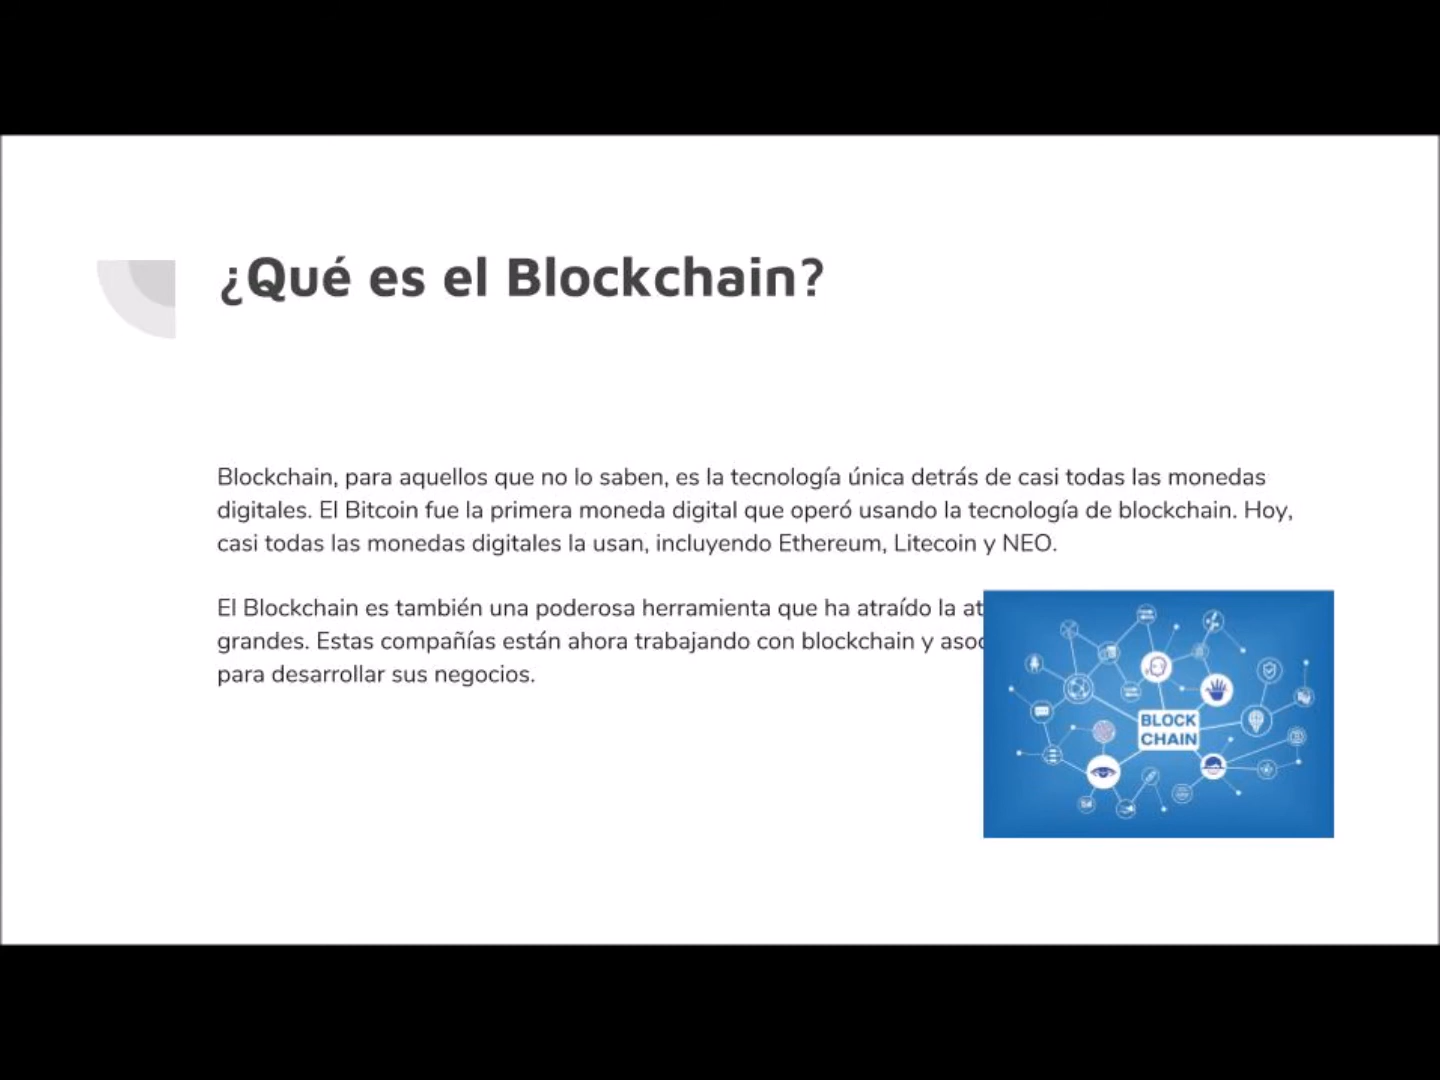 ¿Qué es el Blockchain?
Blockchain, para aquellos que no lo saben, es la tecnología única detrás de casi todas las monedas
digitales. El Bitcoin fue la primera moneda digital que operó usando la tecnología de blockchain. Hoy,
casi todas las monedas digitales la usan, incluyendo Ethereum, Litecoin y NEO.
El Blockchain es también una poderosa herramienta que ha atraído la
grandes. Estas compañías están ahora trabajando con blockchain y
para desarrollar sus negocios.
BLOCK
CHAIN